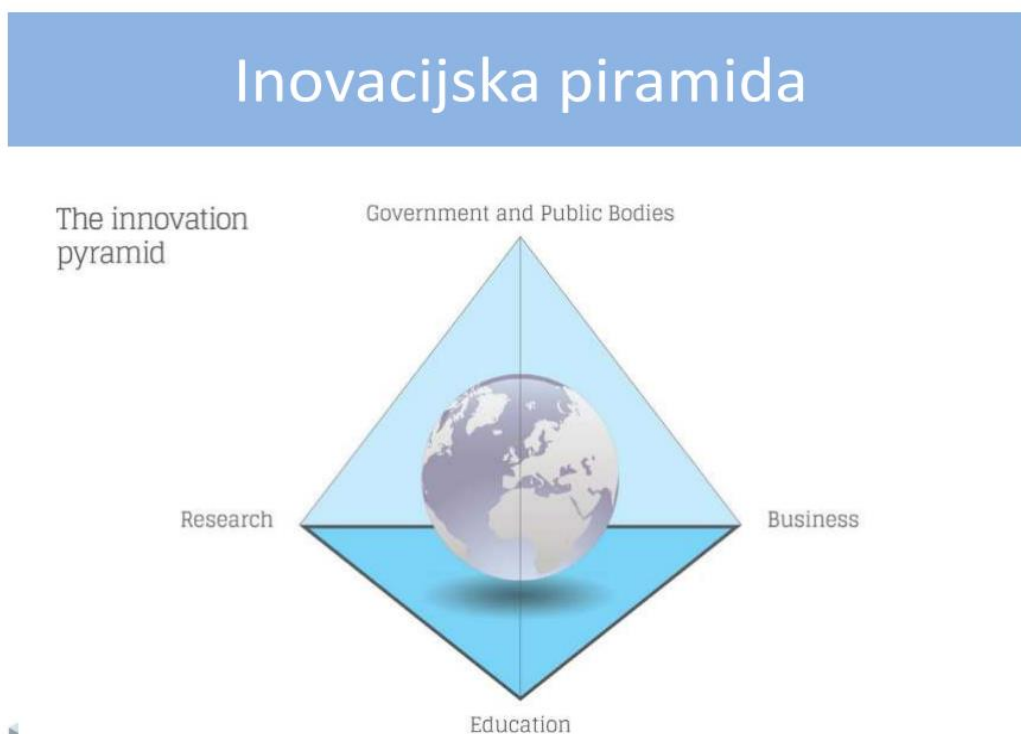 Inovacijska piramida
The innovation
pyramid
Government and Public Bodies
Research
Business
Education